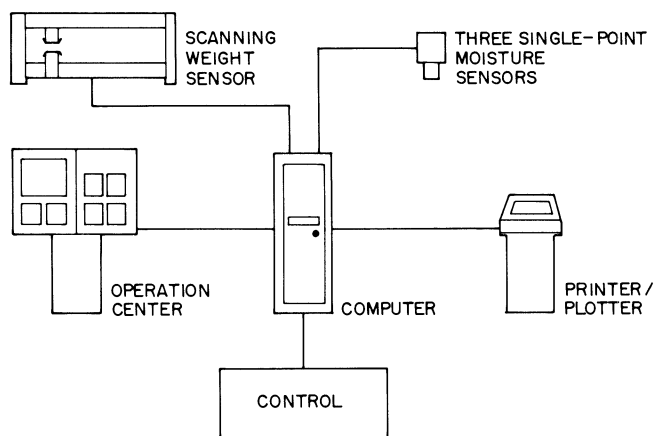 SCANNING
WEIGHT
SENSOR
THREE SINGLE-POINT
MOISTURE
SENSORS
OPERATION
CENTER
COMPUTER
PRINTER/
PLOTTER
CONTROL